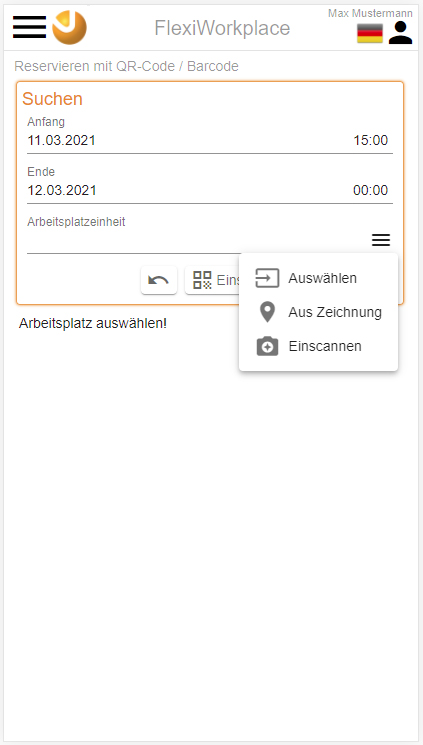 Max Mustermann
FlexiWorkplace
Reservieren mit QR-Code / Barcode
Suchen
Anfang
11.03.2021 15:00
Ende
12.03.2021 00:00
Arbeitsplatzeinheit
Auswählen
Eins
Aus Zeichnung
Arbeitsplatz auswählen!
Einscannen